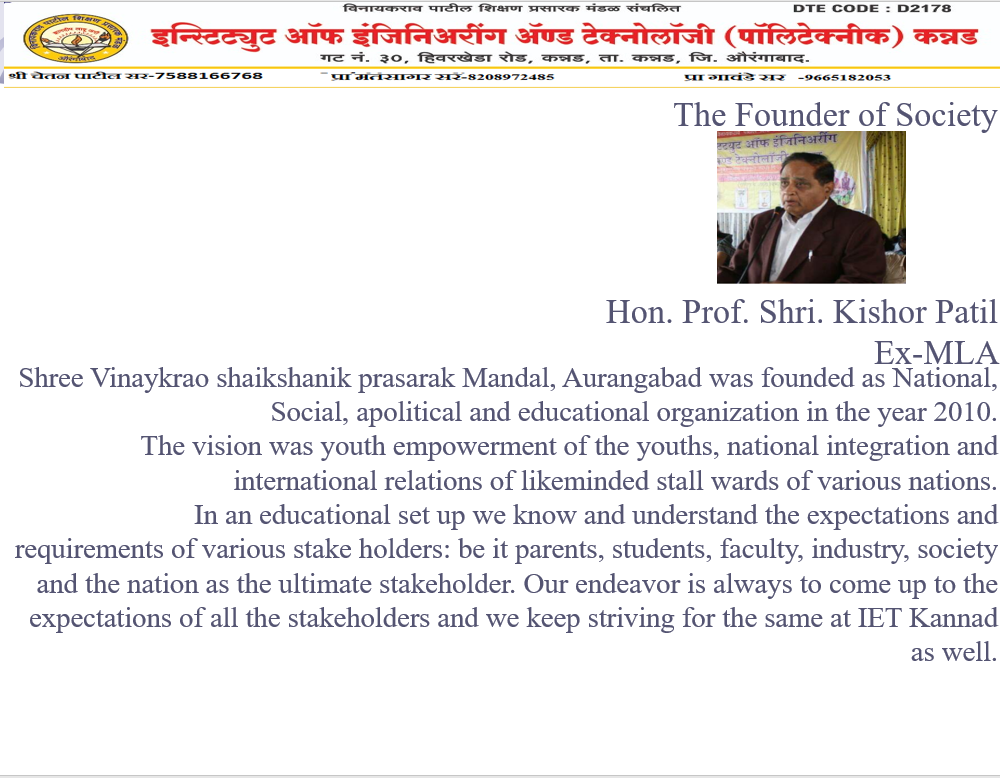 विनायकराव पाटील शिक्षण प्रसारक मंडळ संचलित
DTE CODE : D2178
इन्स्टिट्युट ऑफ इंजिनिअरींग ॲण्ड टेक्नोलॉजी (पॉलिटेक्नीक) कन्नड
गट नं. ३०, हिवरखेडा रोड, कन्नड, ता. कन्नड, जि. औरंगाबाद.
श्री चेतन पाटील सर-7588166768
सर-8208972485
प्रा गावंडे सर -9665182053
The Founder of Society
इंजिनिअरींग
Hon. Prof. Shri. Kishor Patil
Ex-MLA
Shree Vinaykrao shaikshanik prasarak Mandal, Aurangabad was founded as National,
Social, apolitical and educational organization in the year 2010.
The vision was youth empowerment of the youths, national integration and
international relations of likeminded stall wards of various nations.
In an educational set up we know and understand the expectations and
requirements of various stake holders: be it parents, students, faculty, industry, society
and the nation as the ultimate stakeholder. Our endeavor is always to come up to the
expectations of all the stakeholders and we keep striving for the same at IET Kannad
as well.